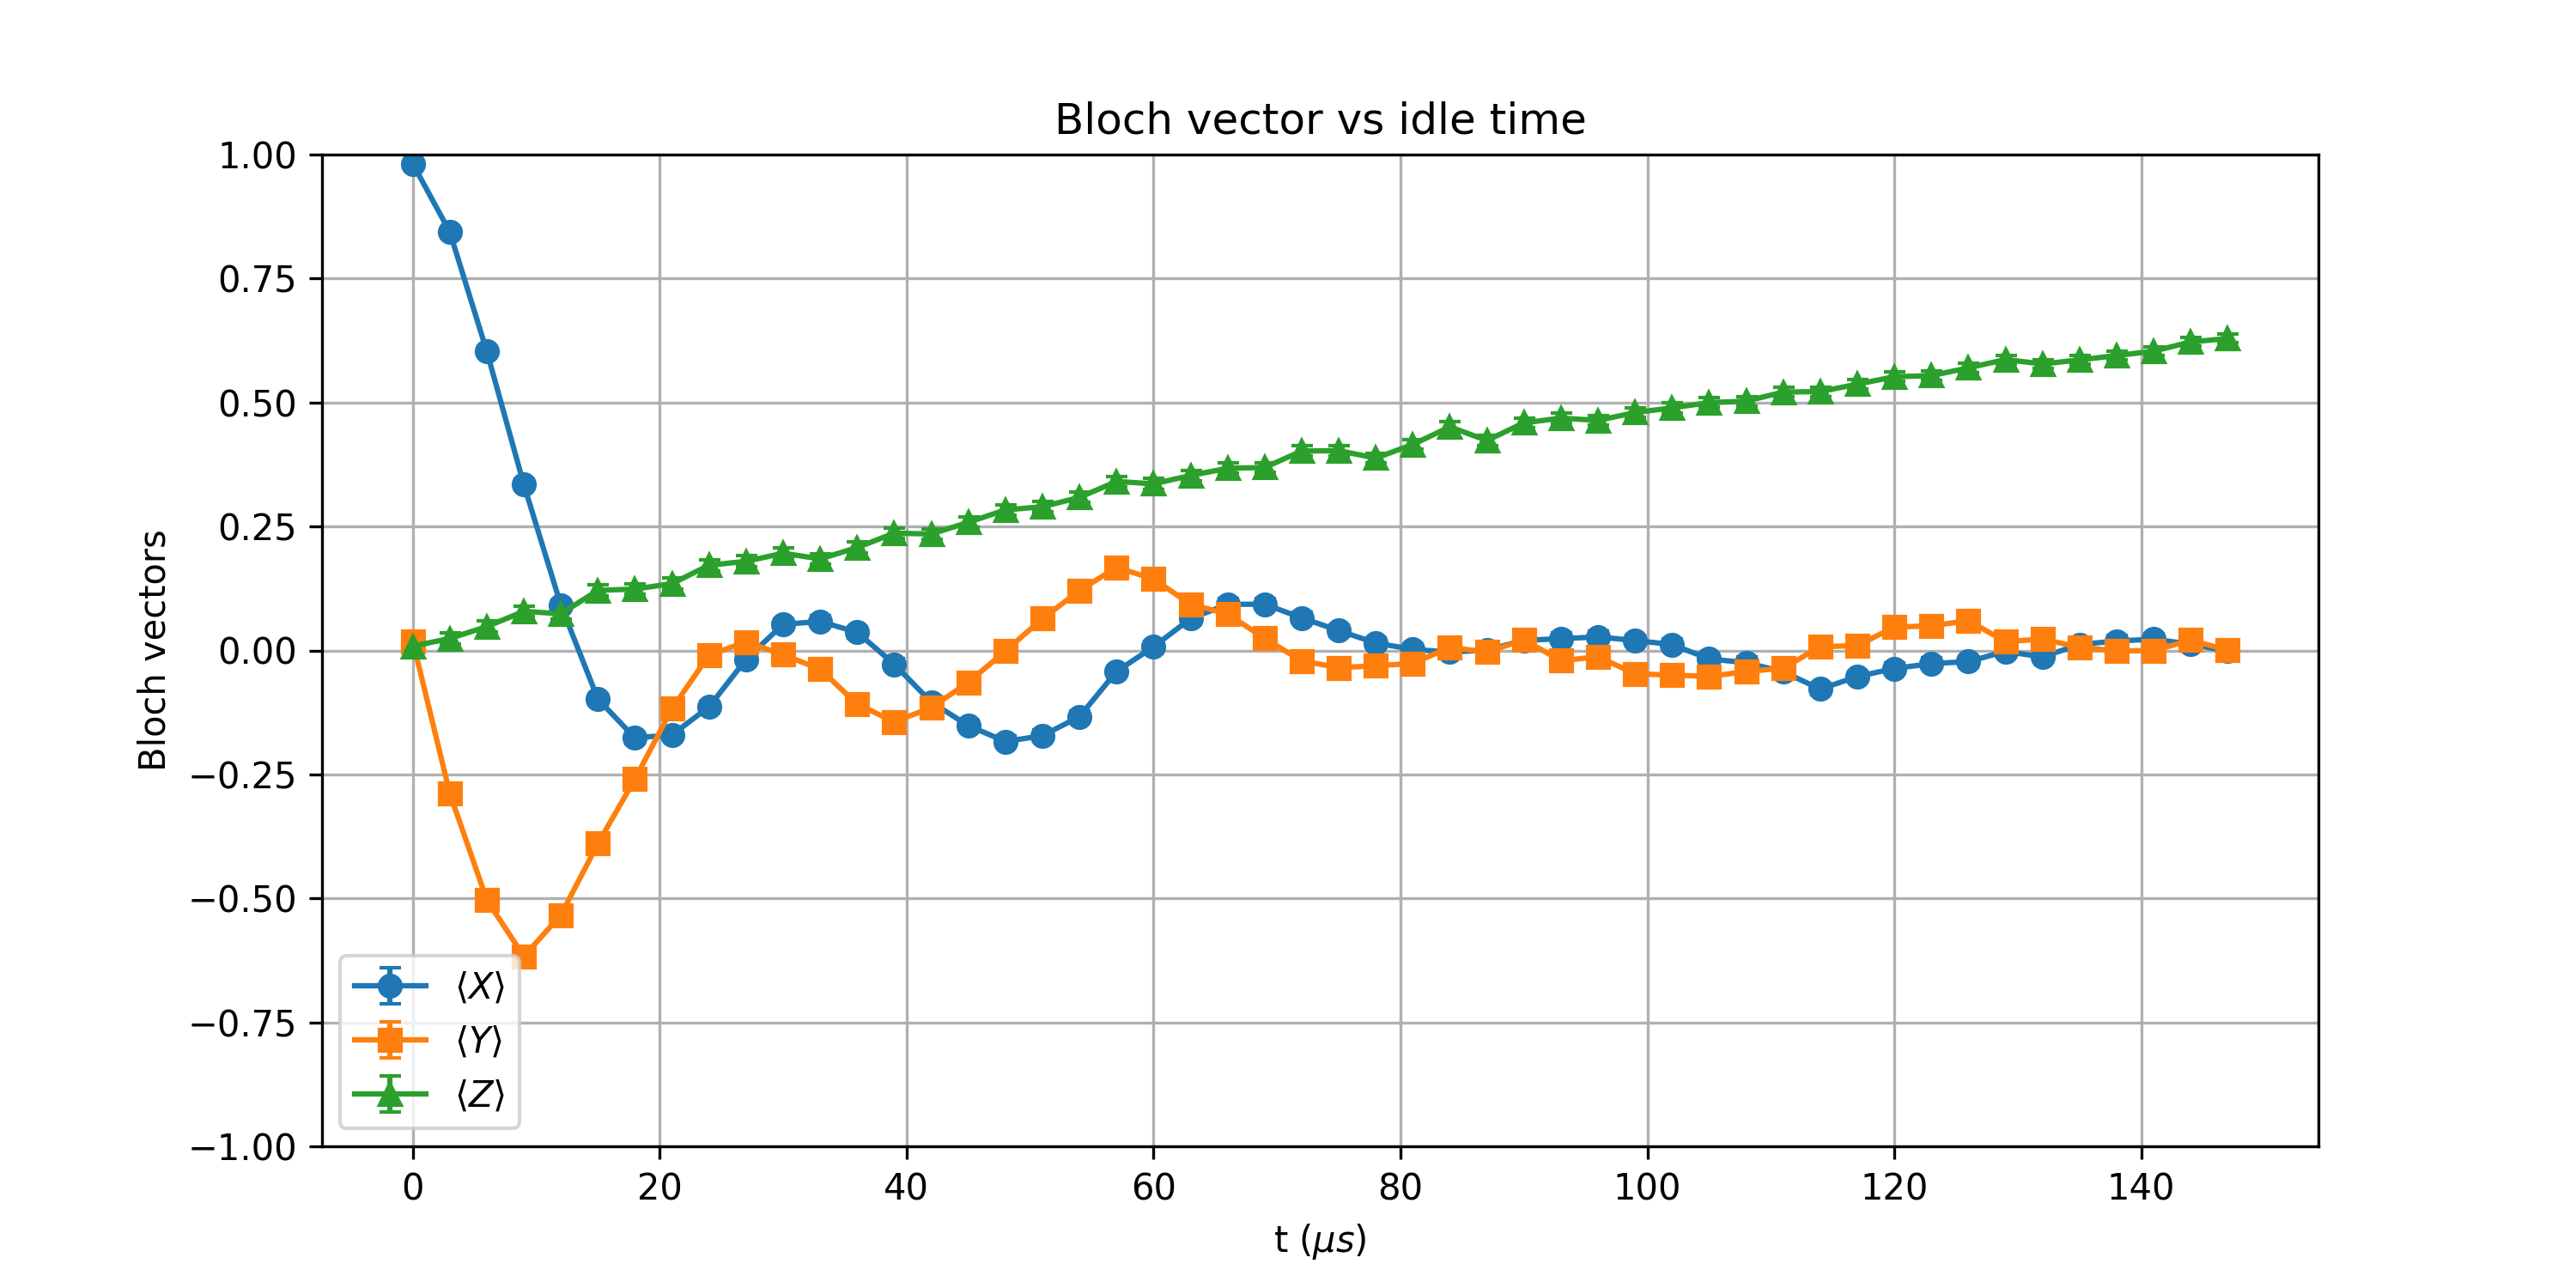 Bloch vector vs idle time
1.00
0.75
0.50
0.25
0.00
−0.25
−0.50
−0.75
−1.00
Bloch vectors
⟨X⟩
⟨Y⟩
⟨Z⟩
0 20 40 60 80 100 120 140
t (μs)